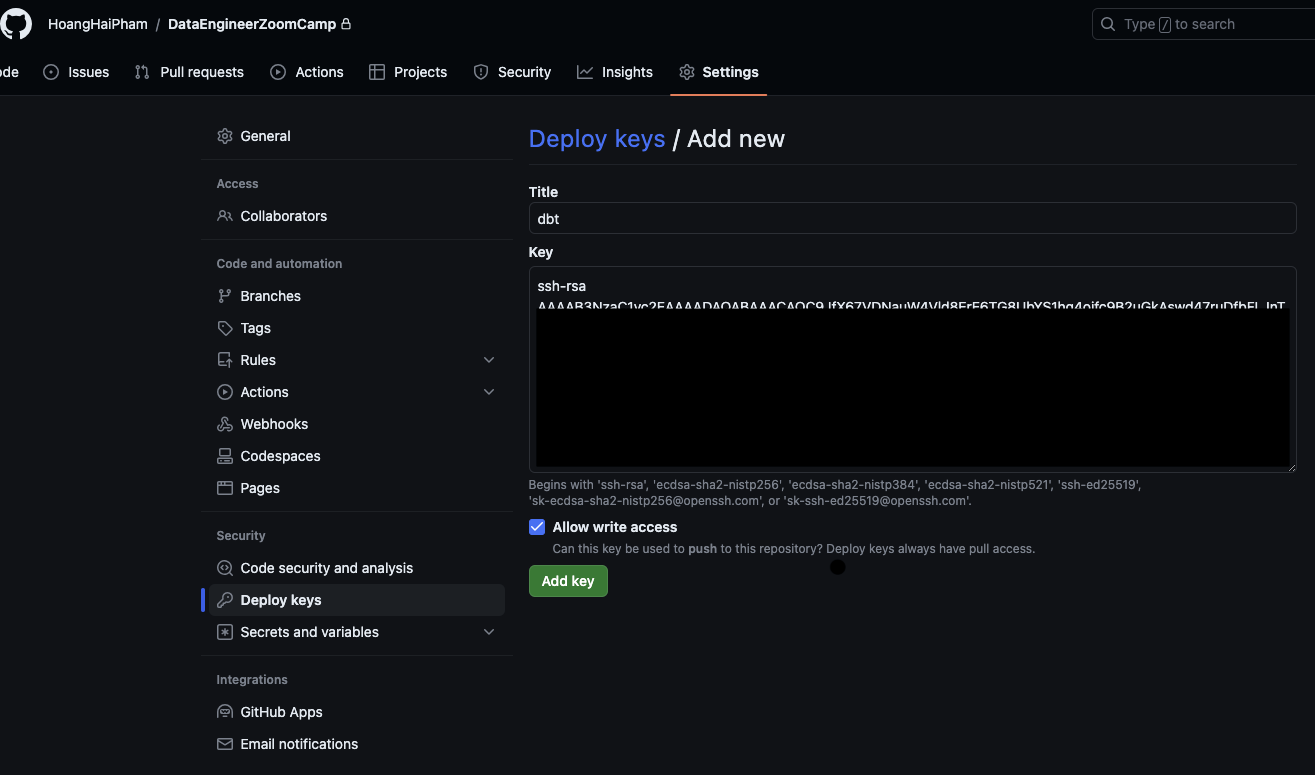 HoangHaiPham / DataEngineerZoomCamp
Type / to search
ode Issues Pull requests Actions Projects Security Insights Settings
General
Access
Collaborators
Code and automation
Branches
Tags
Rules
Actions
Webhooks
Codespaces
Pages
Security
Code security and analysis
Deploy keys
Secrets and variables
Integrations
GitHub Apps
Email notifications
Deploy keys / Add new
Title
dbt
Key
ssh-rsa
Begins with 'ssh-rsa', 'ecdsa-sha2-nistp256', 'ecdsa-sha2-nistp384', 'ecdsa-sha2-nistp521', 'ssh-ed25519',
'sk-ecdsa-sha2-nistp256@openssh.com', or 'sk-ssh-ed25519@openssh.com'.
Allow write access
Can this key be used to push to this repository? Deploy keys always have pull access.
Add key